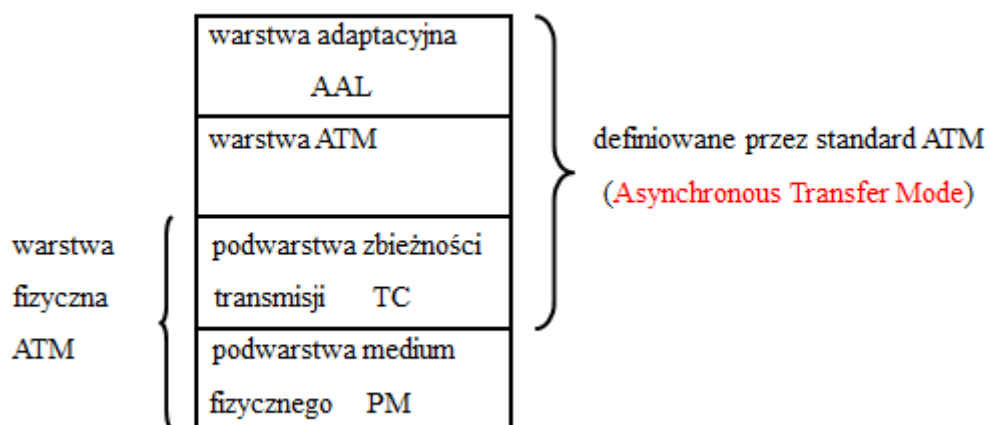 warstwa adaptacyjna
AAL
warstwa ATM
definiowane przez standard ATM
(Asynchronous Transfer Mode)
warstwa
fizyczna
ATM
podwarstwa zbieżności
transmisji TC
podwarstwa medium
fizycznego PM